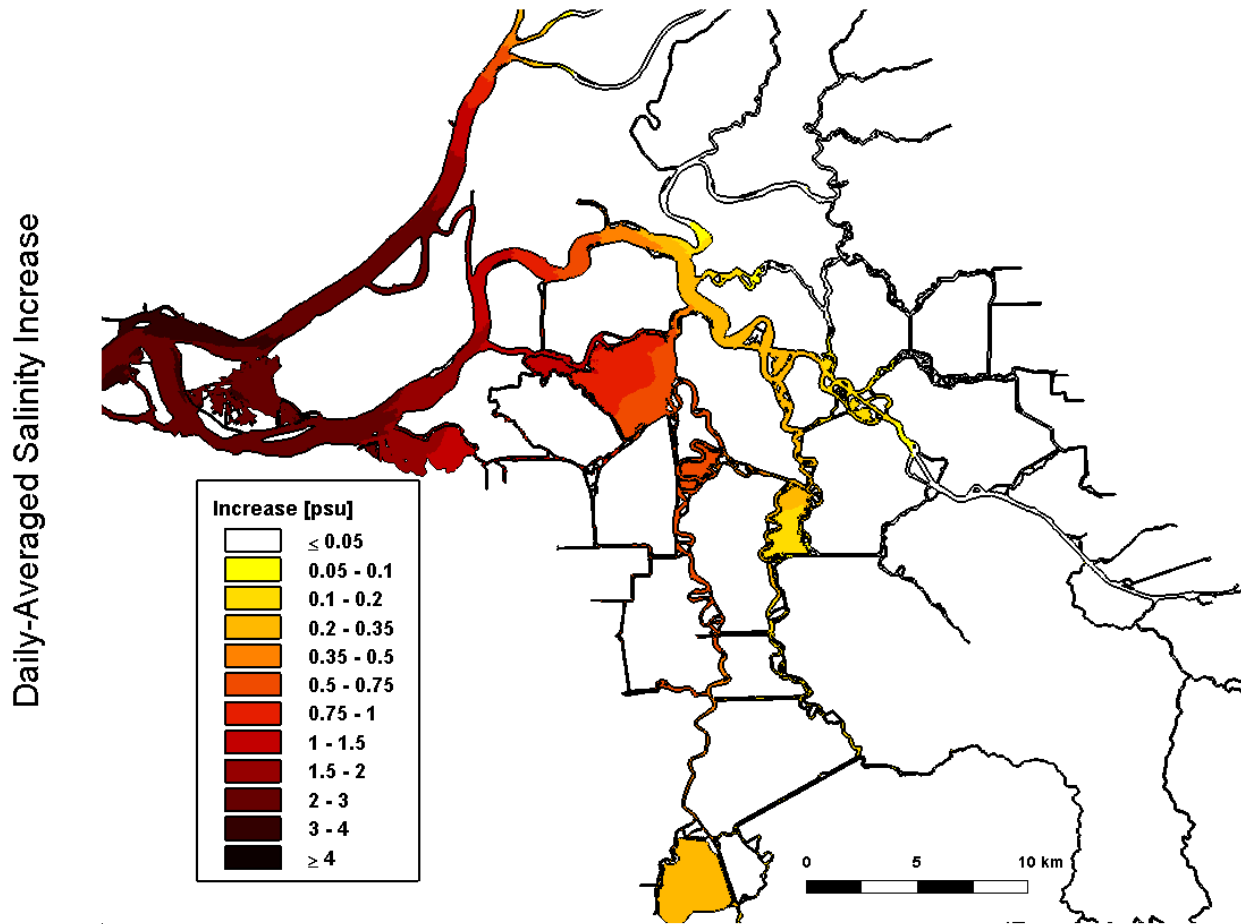 Daily-Averaged Salinity Increase
Increase [psu]
≤ 0.05
0.05 - 0.1
0.1 - 0.2
0.2 - 0.35
0.35 - 0.5
0.5 - 0.75
0.75 - 1
1 - 1.5
1.5 - 2
2 - 3
3 - 4
≥ 4
0 5 10 km